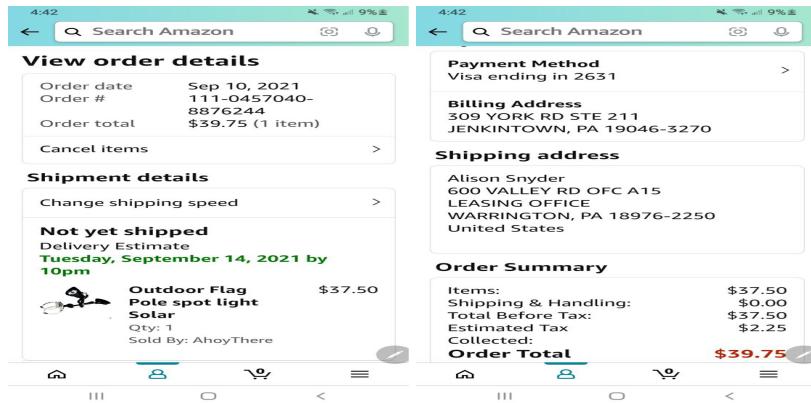 4:42
9%
Search Amazon
View order details
Order date Sep 10, 2021
Order # 111-0457040-
8876244
Order total $39.75 (1 item)
Cancel items >
Shipment details
Change shipping speed >
Not yet shipped
Delivery Estimate
Tuesday, September 14, 2021 by
10pm
Outdoor Flag $37.50
Pole spot light
Solar
Qty: 1
Sold By: AhoyThere
0
4:42
9%
Search Amazon
Payment Method
Visa ending in 2631 >
Billing Address
309 YORK RD STE 211
JENKINTOWN, PA 19046-3270
Shipping address
Alison Snyder
600 VALLEY RD OFC A15
LEASING OFFICE
WARRINGTON, PA 18976-2250
United States
Order Summary
Items: $37.50
Shipping & Handling: $0.00
Total Before Tax: $37.50
Estimated Tax $2.25
Collected:
Order Total $39.75
0